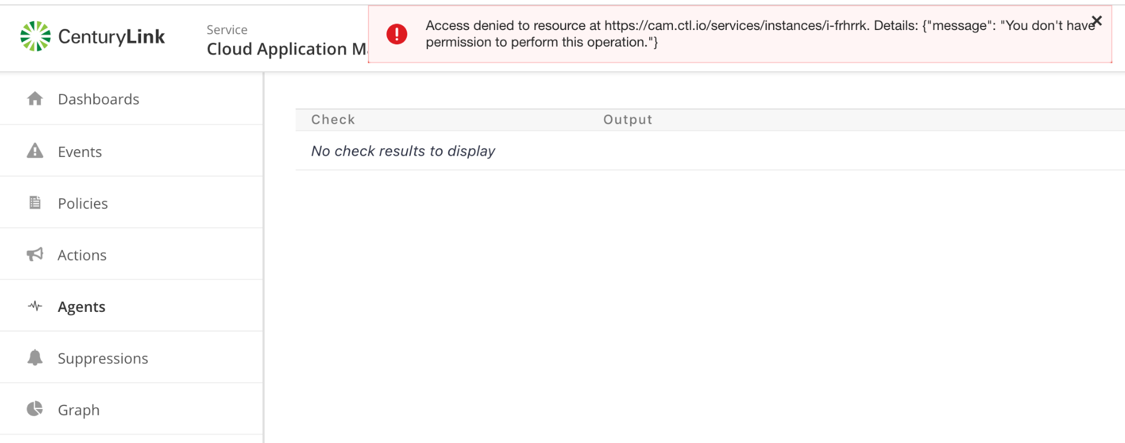 CenturyLink
Service
Cloud Application M
Access denied to resource at https://cam.ctl.io/services/instances/i-frhrrk. Details: {"message": "You don't have
permission to perform this operation."}
Dashboards
Events
Policies
Actions
Agents
Suppressions
Graph
Check Output
No check results to display